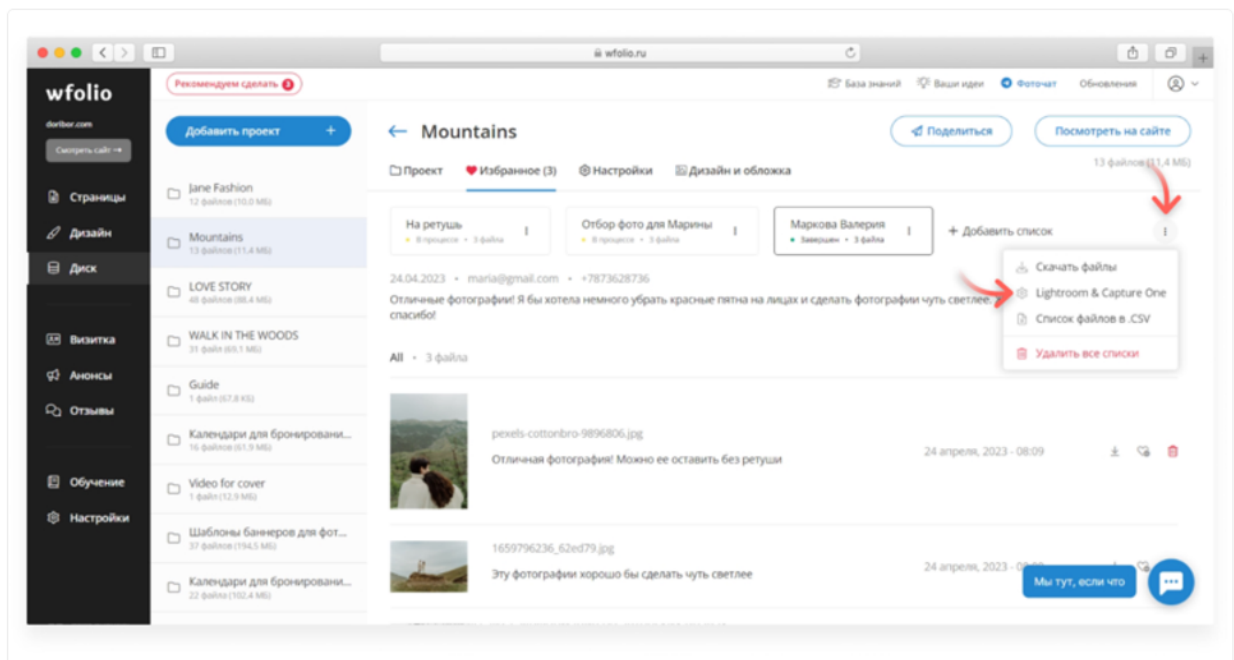 wfolio.ru
wfolio
doriber.com
Смотреть сайт →
Страницы
Дизайн
Диск
Визитка
Анонсы
Отзывы
Обучение
Настройки
Рекомендуем сделать 3
База знаний
Ваши идеи
Фоточат
Обновления
Добавить проект +
Jane Fashion
12 файлов (10,0 МБ)
Mountains
13 файлов (11.4 МБ)
LOVE STORY
48 файлов (88,4 МБ)
WALK IN THE WOODS
31 файл (69,1 МБ)
Guide
1 файл (67,8 КБ)
Календари для бронировани...
16 файлов (61,9 МБ)
Video for cover
1 файл (12,9 МБ)
Шаблоны баннеров для фот...
37 файлов (194,5 МБ)
Календари для бронировани...
22 файла (102,4 МБ)
← Mountains
Поделиться
Посмотреть на сайте
Проект
Избранное (3)
Настройки
Дизайн и обложка
13 файлов (11,4 МБ)
На ретушь
В процессе • 3 файла
Отбор фото для Марины
В процессе • 3 файла
Маркова Валерия
Завершен • 3 файла
+ Добавить список
Скачать файлы
Lightroom & Capture One
Список файлов в .CSV
Удалить все списки
24.04.2023 • maria@gmail.com • +7873628736
Отличные фотографии! Я бы хотела немного убрать красные пятна на лицах и сделать фотографии чуть светлее.
спасибо!
All • 3 файла
pexels-cottonbro-9896806.jpg
Отличная фотография! Можно ее оставить без ретуши
24 апреля, 2023 - 08:09
1659796236_62ed79.jpg
Эту фотографии хорошо бы сделать чуть светлее
24 апреля, 2023 -
Мы тут, если что